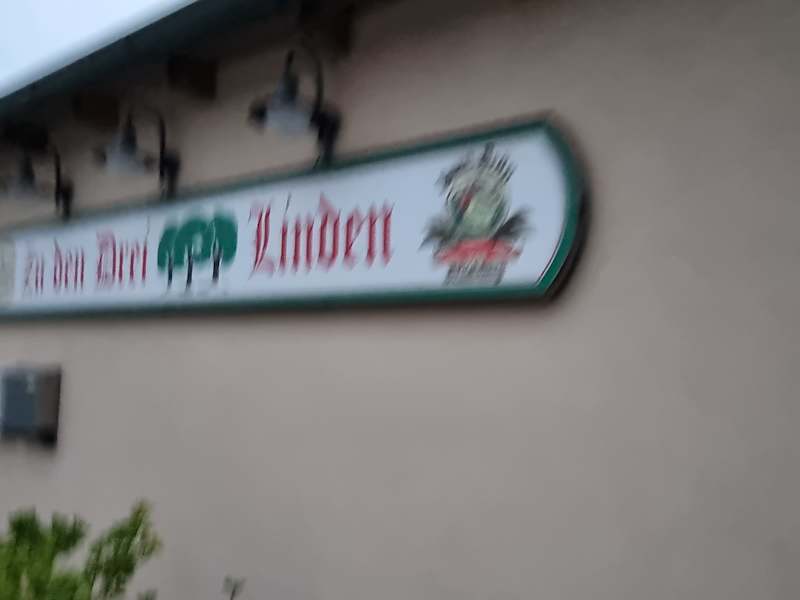 zu den Drei Linden